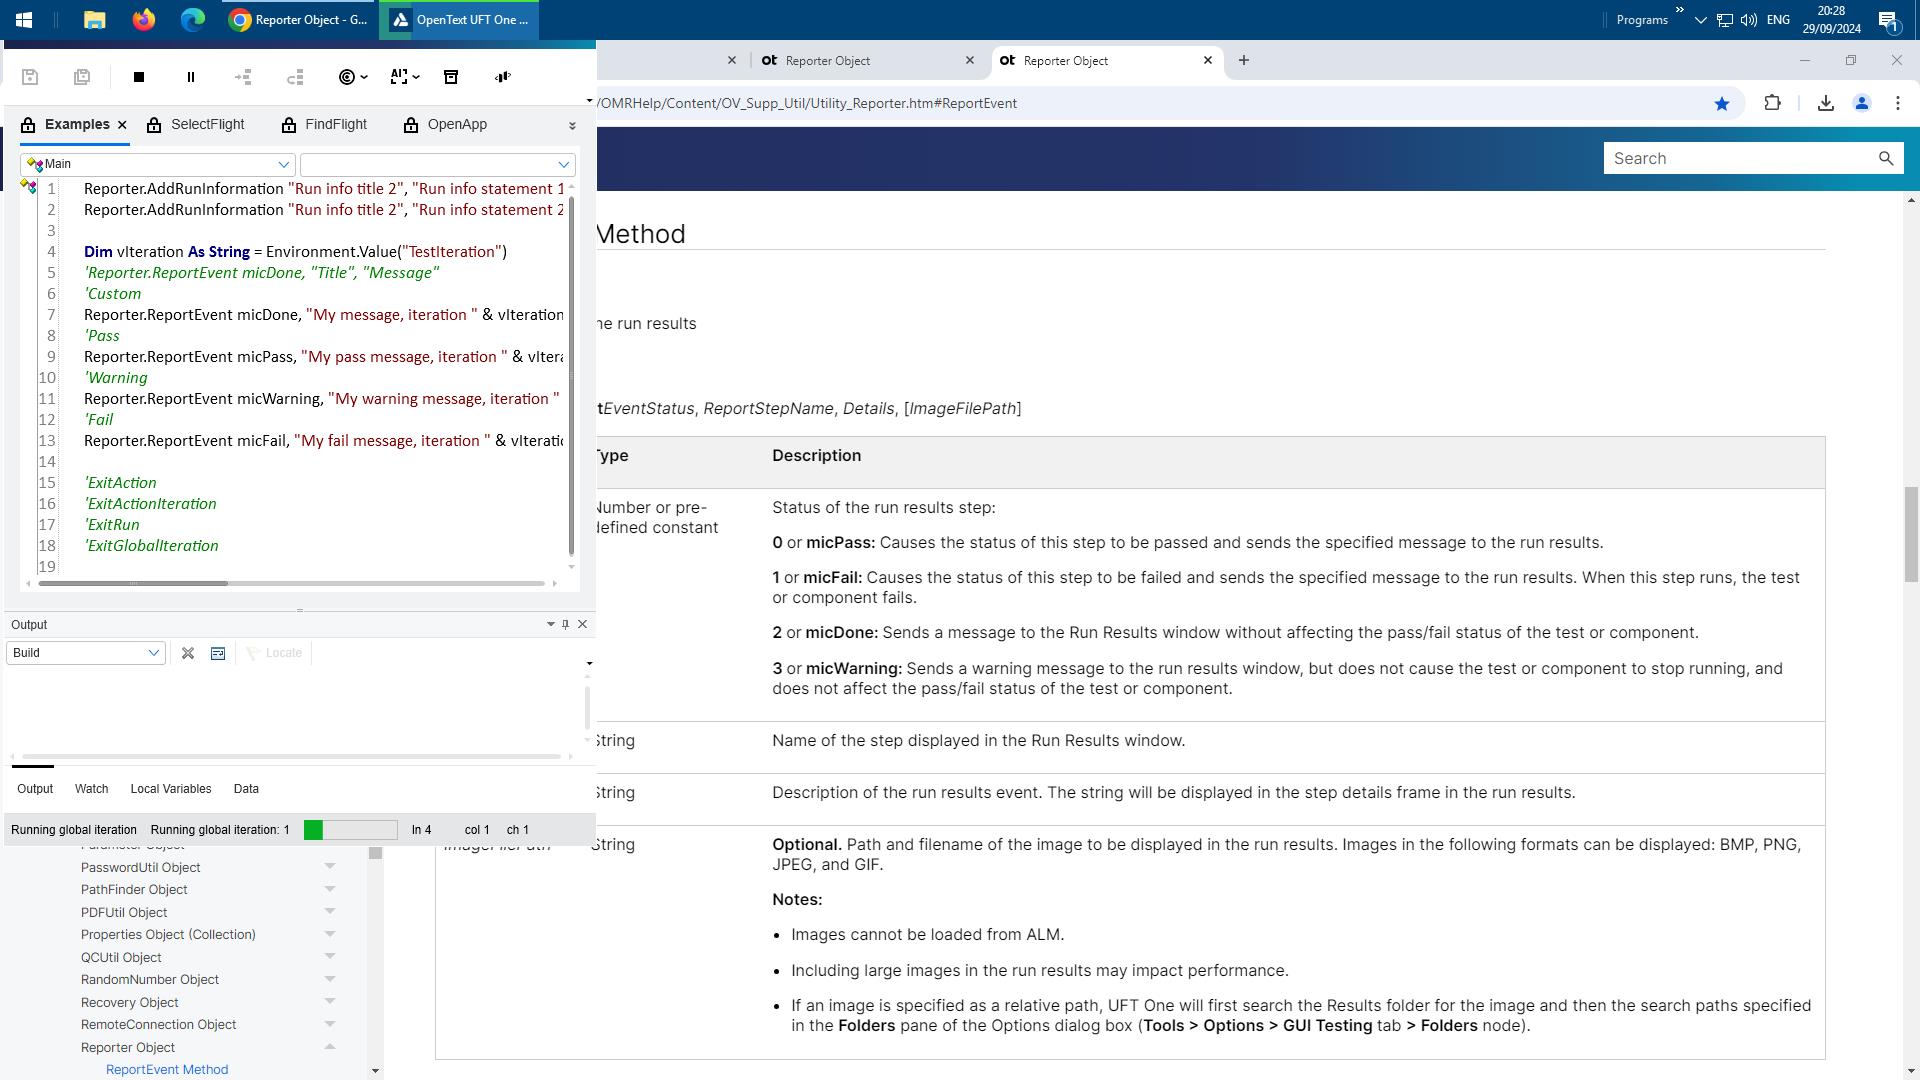 Reporter Object - G...
OpenText UFT One ...
Programs
ENG
20:28
29/09/2024
1
ot Reporter Object
ot Reporter Object
/OMRHelp/Content/OV_Supp_Util/Utility_Reporter.htm#ReportEvent
Search
Examples
SelectFlight
FindFlight
OpenApp
Main
1 Reporter.AddRunInformation "Run info title 2", "Run info statement 1
2 Reporter.AddRunInformation "Run info title 2", "Run info statement 2
3
4 Dim vIteration As String = Environment.Value("TestIteration")
5 'Reporter.ReportEvent micDone, "Title", "Message"
6 'Custom
7 Reporter.ReportEvent micDone, "My message, iteration " & vIteration
8 'Pass
9 Reporter.ReportEvent micPass, "My pass message, iteration " & vItera
10 'Warning
11 Reporter.ReportEvent micWarning, "My warning message, iteration "
12 'Fail
13 Reporter.ReportEvent micFail, "My fail message, iteration " & vIteratio
14
15 'ExitAction
16 'ExitActionIteration
17 'ExitRun
18 'ExitGlobalIteration
19
Output
Build
Locate
Output
Watch
Local Variables
Data
Running global iteration
Running global iteration: 1
ln 4
col 1
ch 1
Parameter Object
PasswordUtil Object
PathFinder Object
PDFUtil Object
Properties Object (Collection)
QCUtil Object
RandomNumber Object
Recovery Object
RemoteConnection Object
Reporter Object
ReportEvent Method
Method
he run results
tEventStatus, ReportStepName, Details, [ImageFilePath]
Type
Description
Number or pre-
defined constant
Status of the run results step:
0 or micPass: Causes the status of this step to be passed and sends the specified message to the run results.
1 or micFail: Causes the status of this step to be failed and sends the specified message to the run results. When this step runs, the test
or component fails.
2 or micDone: Sends a message to the Run Results window without affecting the pass/fail status of the test or component.
3 or micWarning: Sends a warning message to the run results window, but does not cause the test or component to stop running, and
does not affect the pass/fail status of the test or component.
String
Name of the step displayed in the Run Results window.
String
Description of the run results event. The string will be displayed in the step details frame in the run results.
ImageFilePath
String
Optional. Path and filename of the image to be displayed in the run results. Images in the following formats can be displayed: BMP, PNG,
JPEG, and GIF.
Notes:
• Images cannot be loaded from ALM.
• Including large images in the run results may impact performance.
• If an image is specified as a relative path, UFT One will first search the Results folder for the image and then the search paths specified
in the Folders pane of the Options dialog box (Tools > Options > GUI Testing tab > Folders node).